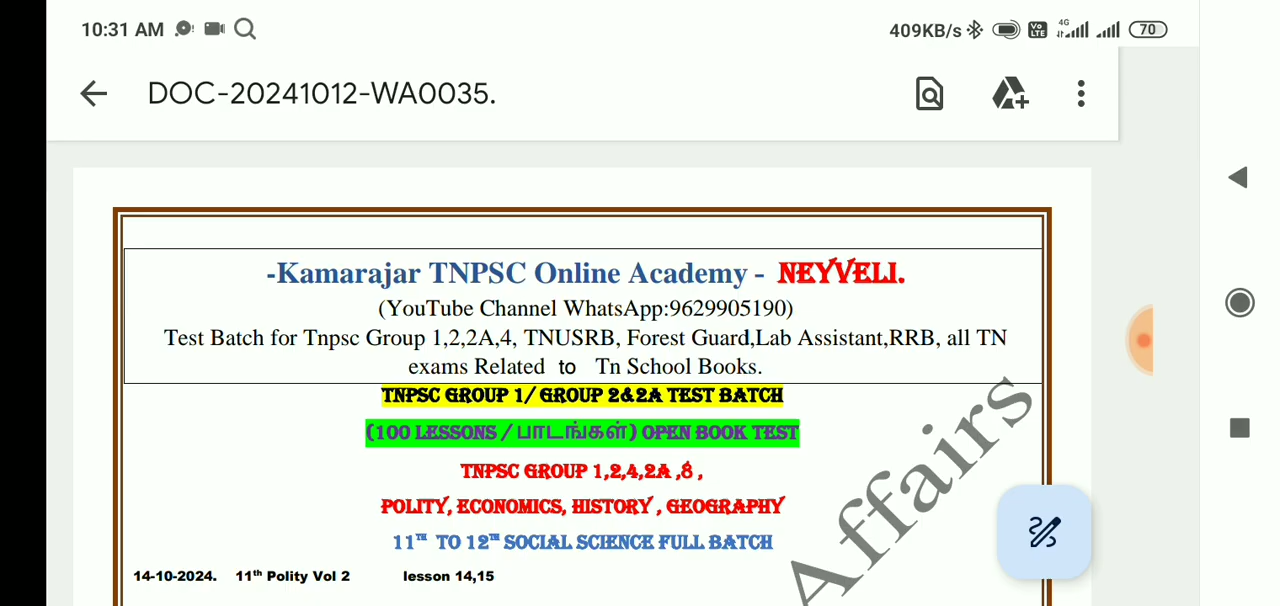 10:31 AM 409KB/s Vo LTE 4G 70
DOC-20241012-WA0035.
-Kamarajar TNPSC Online Academy - NEYVELI.
(YouTube Channel WhatsApp:9629905190)
Test Batch for Tnpsc Group 1,2,2A,4, TNUSRB, Forest Guard,Lab Assistant,RRB, all TN
exams Related to Tn School Books.
TNPSC GROUP 1/ GROUP 2&2A TEST BATCH
(100 LESSONS / பாடங்கள்) OPEN BOOK TEST
TNPSC GROUP 1,2,4,2A ,8 ,
POLITY, ECONOMICS, HISTORY , GEOGRAPHY
11TH TO 12TH SOCIAL SCIENCE FULL BATCH
14-10-2024. 11th Polity Vol 2 lesson 14,15
Affairs